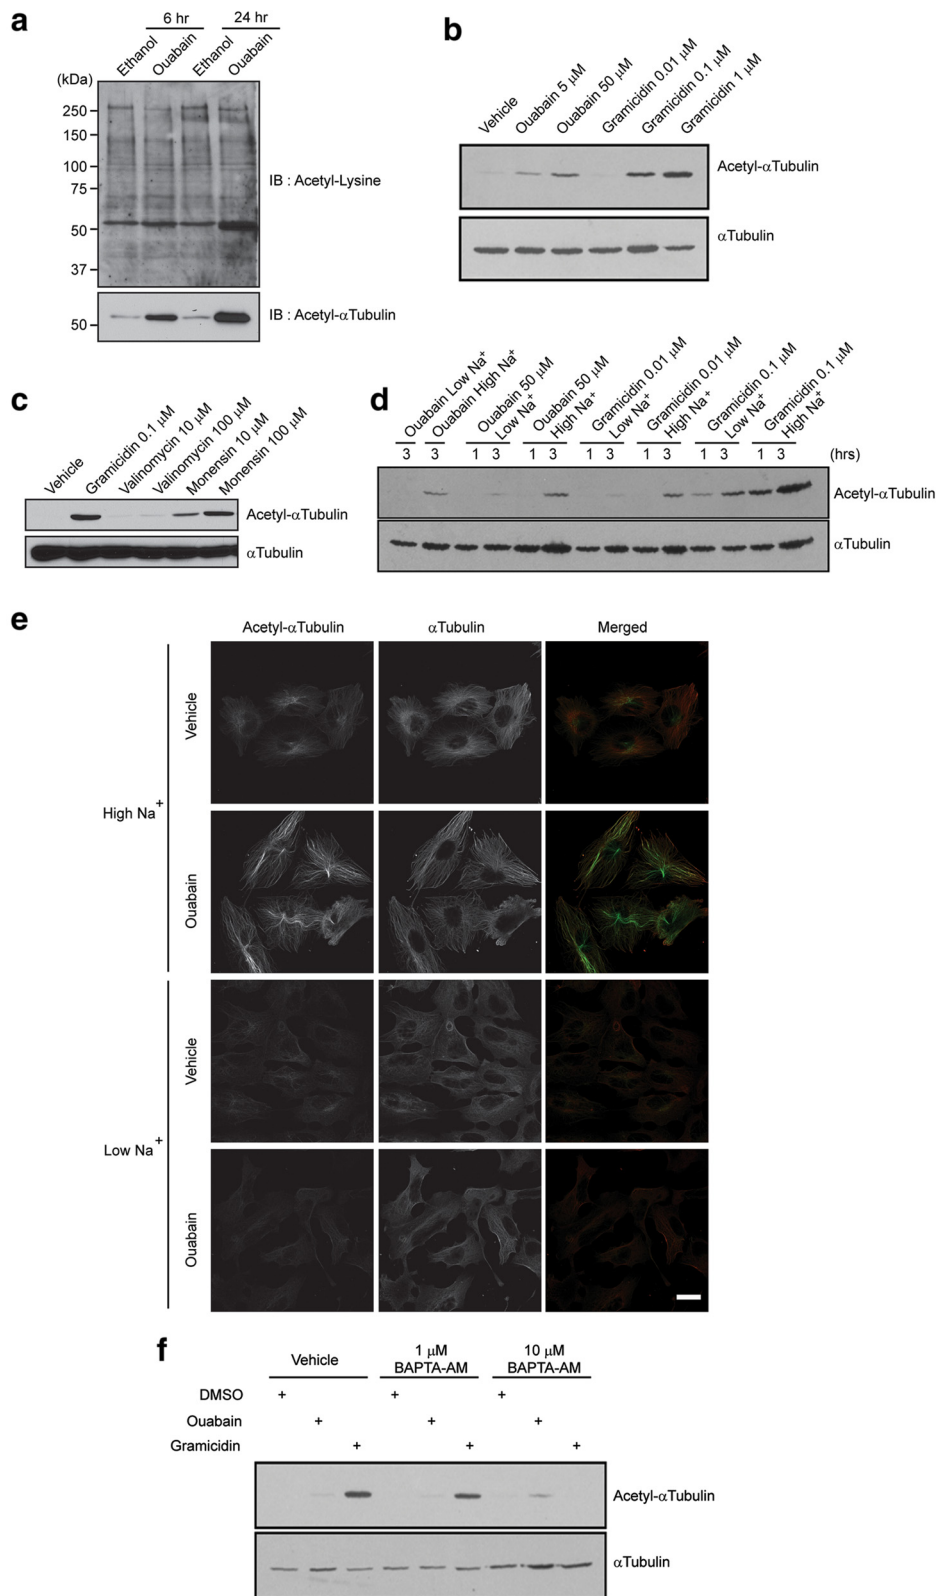 a
6 hr
24 hr
Ethanol
Ouabain
Ethanol
Ouabain
(kDa)
250
150
100
75
50
37
IB : Acetyl-Lysine
50
IB : Acetyl-αTubulin
b
Vehicle
Ouabain 5 μM
Ouabain 50 μM
Gramicidin 0.01 μM
Gramicidin 0.1 μM
Gramicidin 1 μM
Acetyl-αTubulin
αTubulin
c
Vehicle
Gramicidin 0.1 μM
Valinomycin 10 μM
Valinomycin 100 μM
Monensin 10 μM
Monensin 100 μM
Acetyl-αTubulin
αTubulin
d
Ouabain Low Na+
Ouabain High Na+
Ouabain 50 μM
Low Na+
Ouabain 50 μM
High Na+
Gramicidin 0.01 μM
Low Na+
Gramicidin 0.01 μM
High Na+
Gramicidin 0.1 μM
Low Na+
Gramicidin 0.1 μM
High Na+
3 3 1 3 1 3 1 3 1 3 1 3 1 3 (hrs)
Acetyl-αTubulin
αTubulin
e
Acetyl-αTubulin αTubulin Merged
High Na+
Vehicle
Ouabain
Low Na+
Vehicle
Ouabain
f
Vehicle
1 μM
BAPTA-AM
10 μM
BAPTA-AM
DMSO + + +
Ouabain + + +
Gramicidin + + +
Acetyl-αTubulin
αTubulin